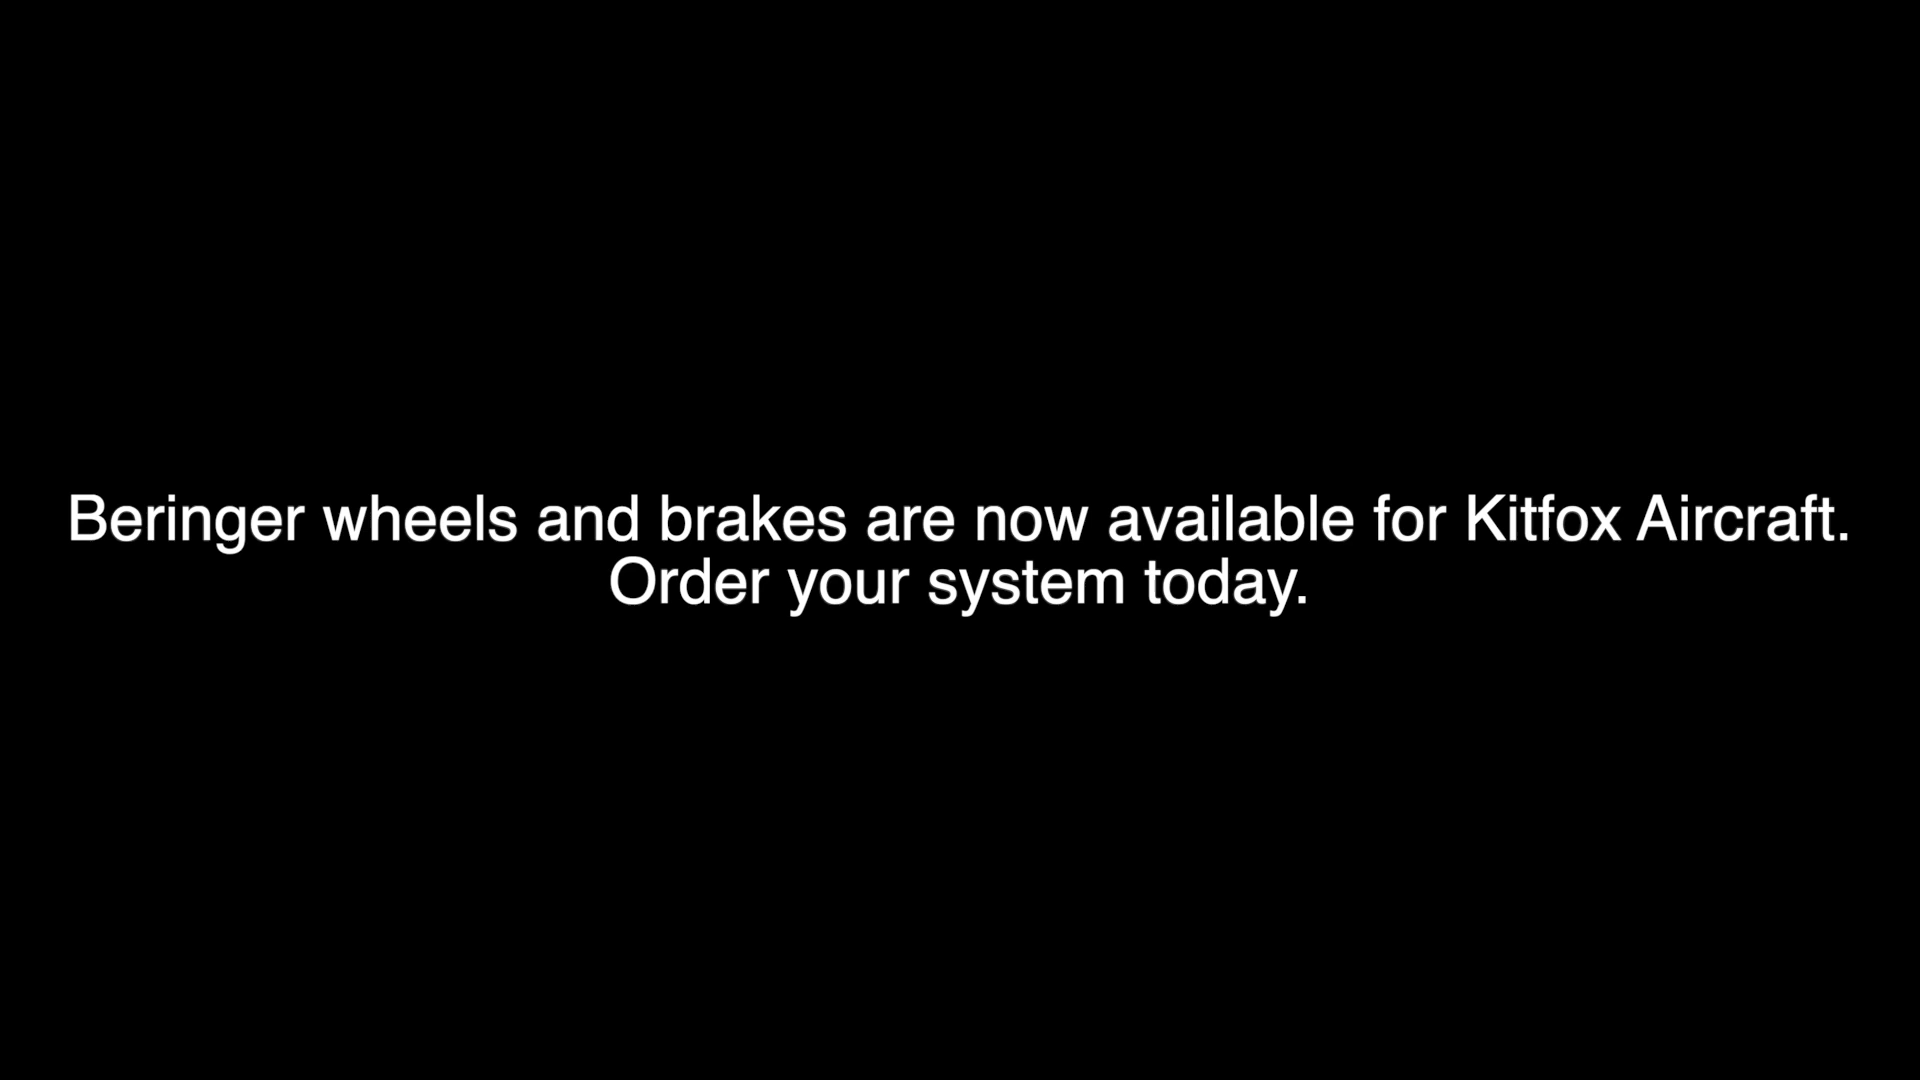 Beringer wheels and brakes are now available for Kitfox Aircraft.
Order your system today.